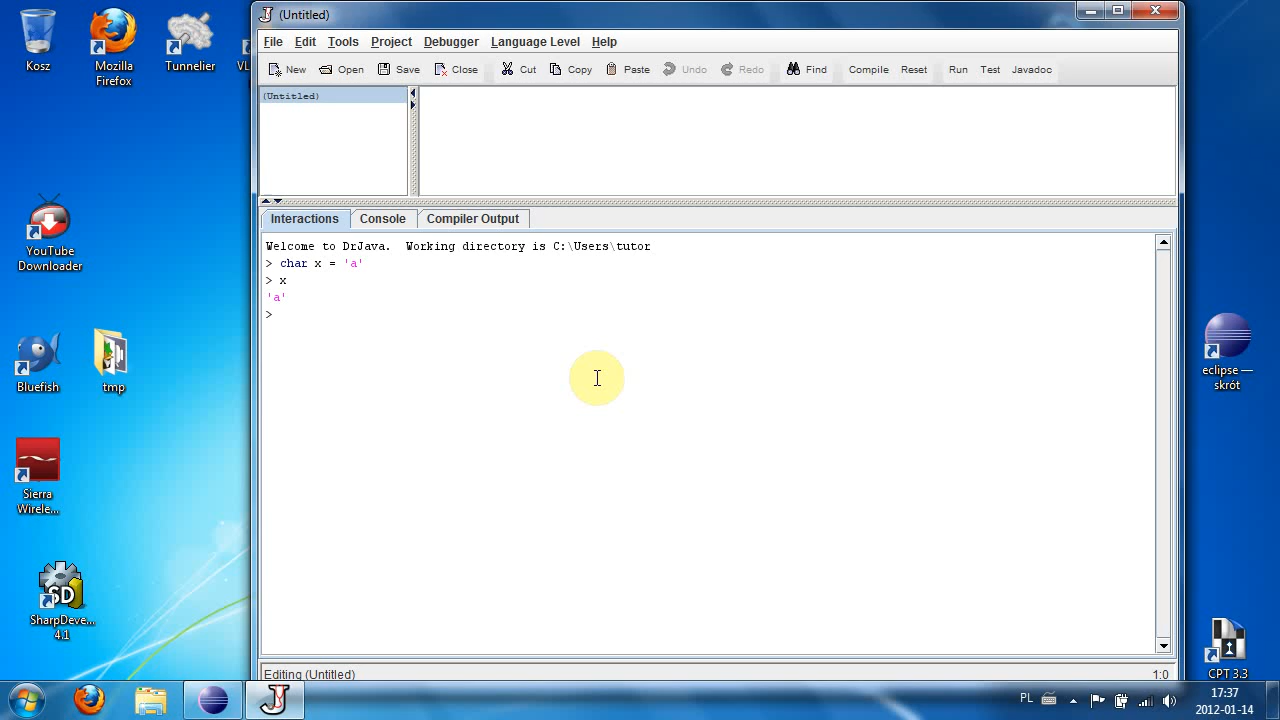 (Untitled)
File Edit Tools Project Debugger Language Level Help
New Open Save Close Cut Copy Paste Undo Redo Find Compile Reset Run Test Javadoc
(Untitled)
Interactions Console Compiler Output
Welcome to DrJava.  Working directory is C:\Users\tutor
> char x = 'a'
> x
'a'
>
Editing (Untitled) 1:0
Kosz
Mozilla
Firefox
Tunnelier
VL
YouTube
Downloader
Bluefish
tmp
Sierra
Wirele...
SD
SharpDeve...
4.1
eclipse —
skrót
CPT 3.3
PL
17:37
2012-01-14